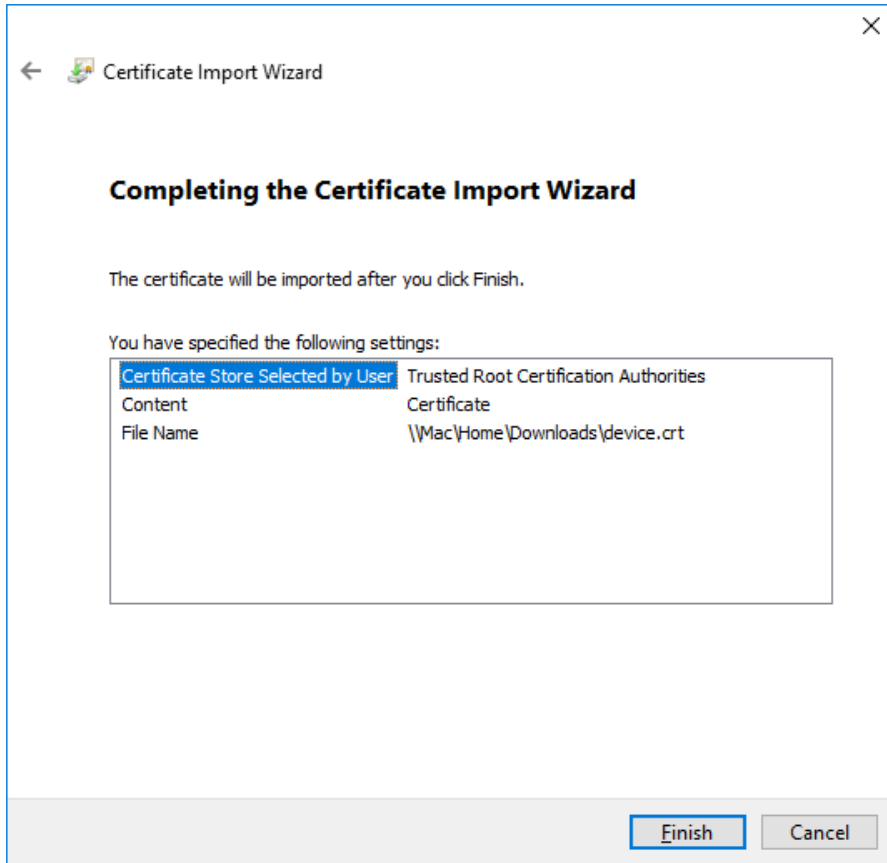 Certificate Import Wizard
Completing the Certificate Import Wizard
The certificate will be imported after you click Finish.
You have specified the following settings:
Certificate Store Selected by User Trusted Root Certification Authorities
Content Certificate
File Name \\Mac\Home\Downloads\device.crt
Finish Cancel